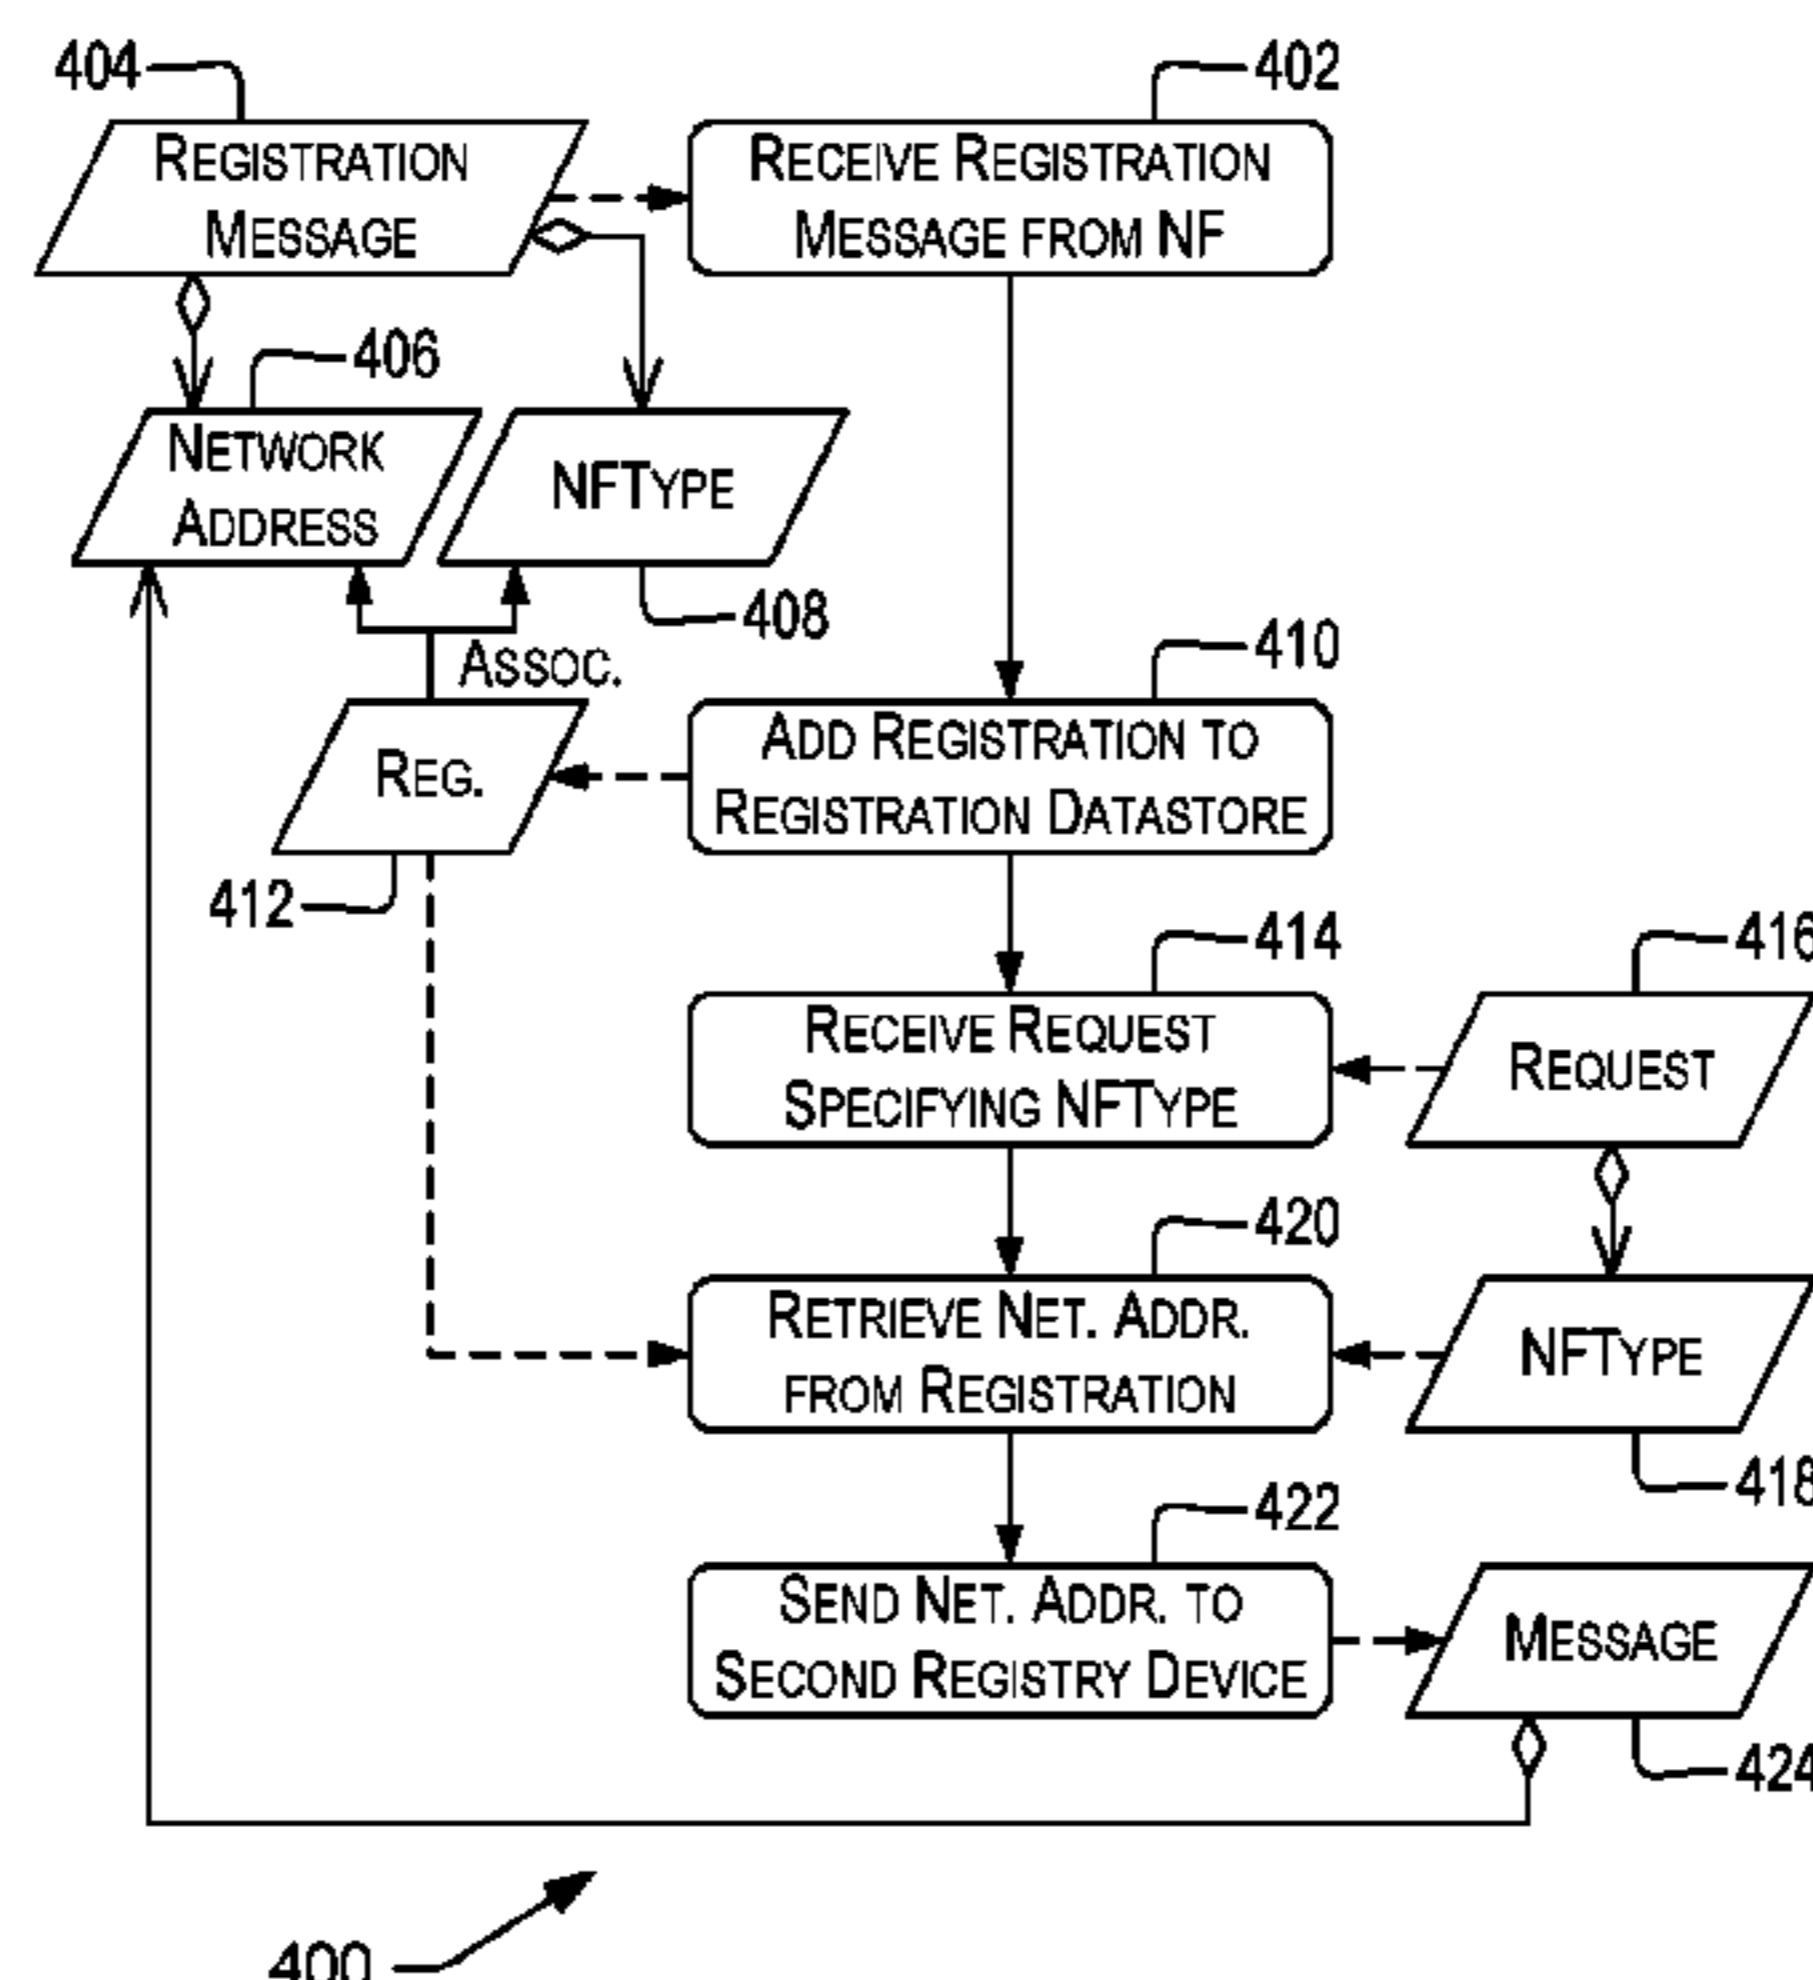 404
402
REGISTRATION
MESSAGE
RECEIVE REGISTRATION
MESSAGE FROM NF
406
NETWORK
ADDRESS
NFTYPE
408
ASSOC.
410
REG.
ADD REGISTRATION TO
REGISTRATION DATASTORE
412
414
416
RECEIVE REQUEST
SPECIFYING NFTYPE
REQUEST
420
RETRIEVE NET. ADDR.
FROM REGISTRATION
NFTYPE
418
422
SEND NET. ADDR. TO
SECOND REGISTRY DEVICE
MESSAGE
424
400